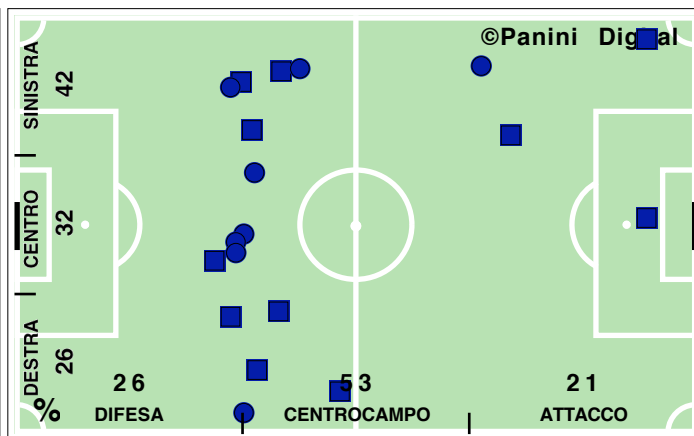 ©Panini Digital
SINISTRA
42
CENTRO
32
DESTRA
26
%
26
53
21
DIFESA
CENTROCAMPO
ATTACCO